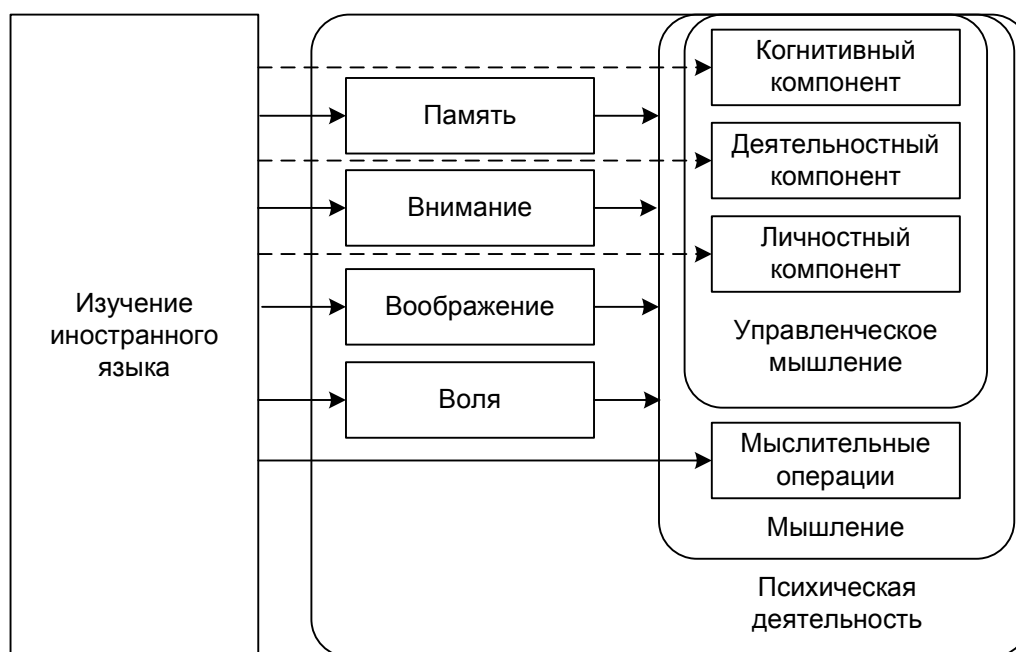 Когнитивный
компонент
Память
Деятельностный
компонент
Внимание
Личностный
компонент
Изучение
иностранного
языка
Воображение
Управленческое
мышление
Воля
Мыслительные
операции
Мышление
Психическая
деятельность